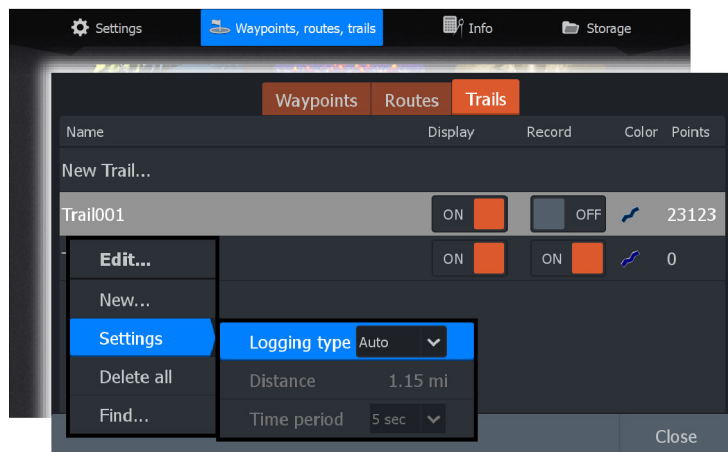 Settings Waypoints, routes, trails Info Storage
Waypoints Routes Trails
Name Display Record Color Points
New Trail...
Trail001 ON OFF 23123
Edit... ON ON 0
New...
Settings Logging type Auto
Delete all Distance 1.15 mi
Find... Time period 5 sec
Close